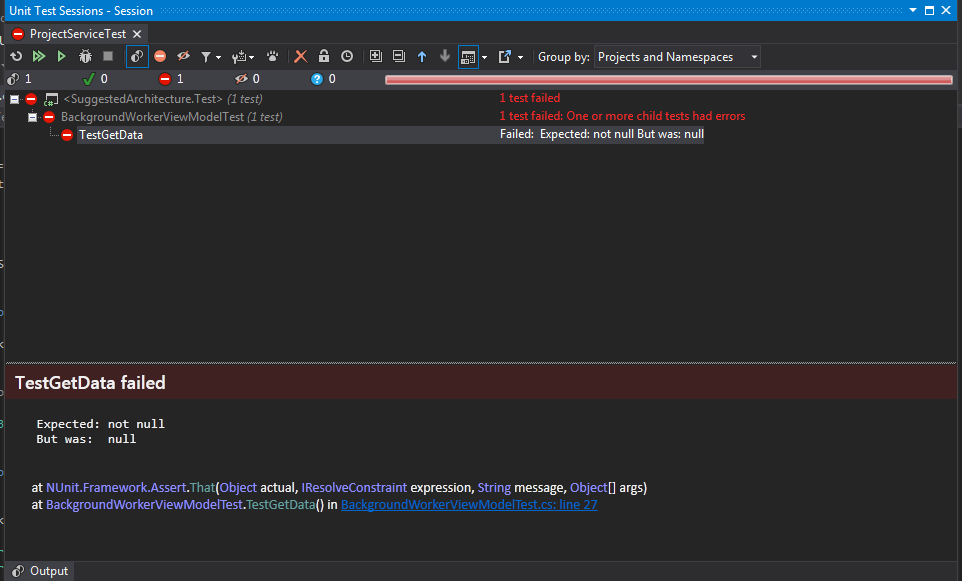 Unit Test Sessions - Session
ProjectServiceTest
Group by: Projects and Namespaces
1 0 1 0 0
<SuggestedArchitecture.Test> (1 test) 1 test failed
BackgroundWorkerViewModelTest (1 test) 1 test failed: One or more child tests had errors
TestGetData Failed: Expected: not null But was: null
TestGetData failed
Expected: not null
But was: null
at NUnit.Framework.Assert.That(Object actual, IResolveConstraint expression, String message, Object[] args)
at BackgroundWorkerViewModelTest.TestGetData() in BackgroundWorkerViewModelTest.cs: line 27
Output